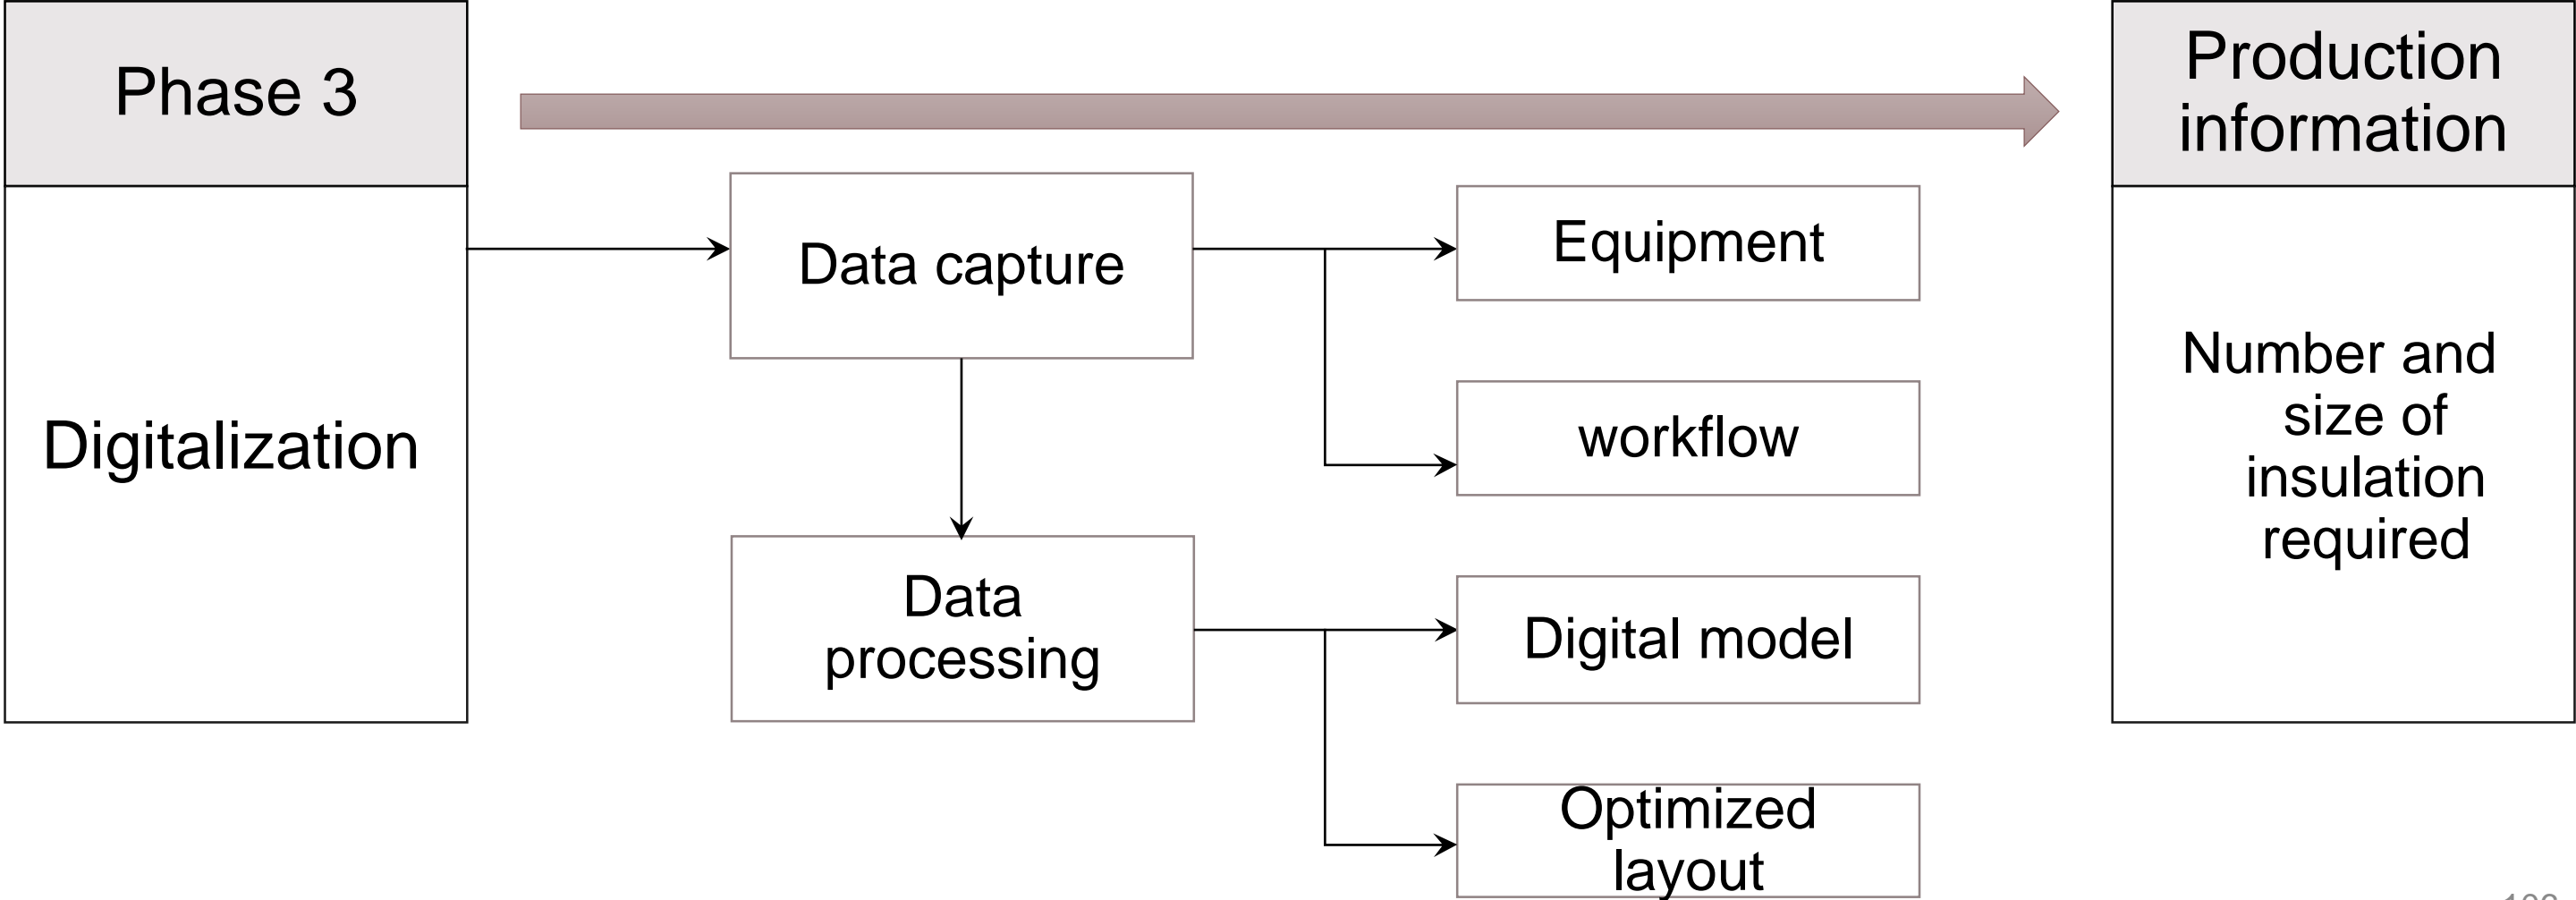 Phase 3
Digitalization
Data capture
Data
processing
Equipment
workflow
Digital model
Optimized
layout
Production
information
Number and
size of
insulation
required